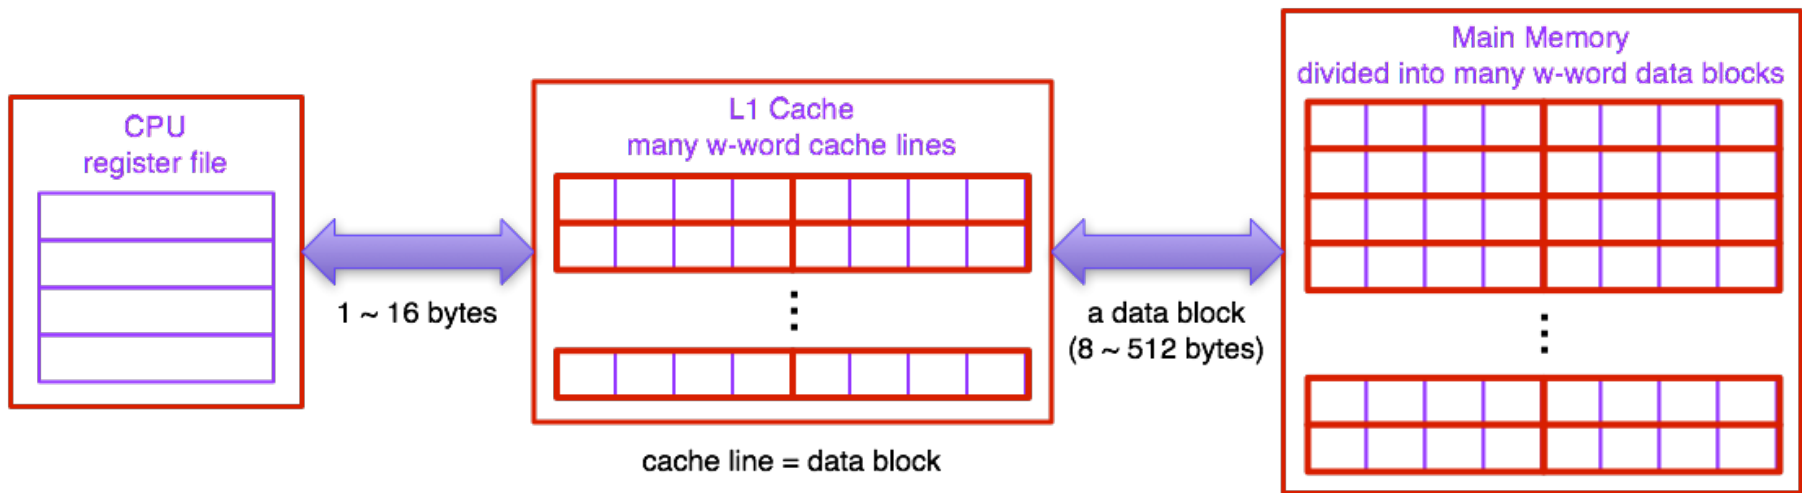 CPU
register file
1 ~ 16 bytes
L1 Cache
many w-word cache lines
cache line = data block
a data block
(8 ~ 512 bytes)
Main Memory
divided into many w-word data blocks